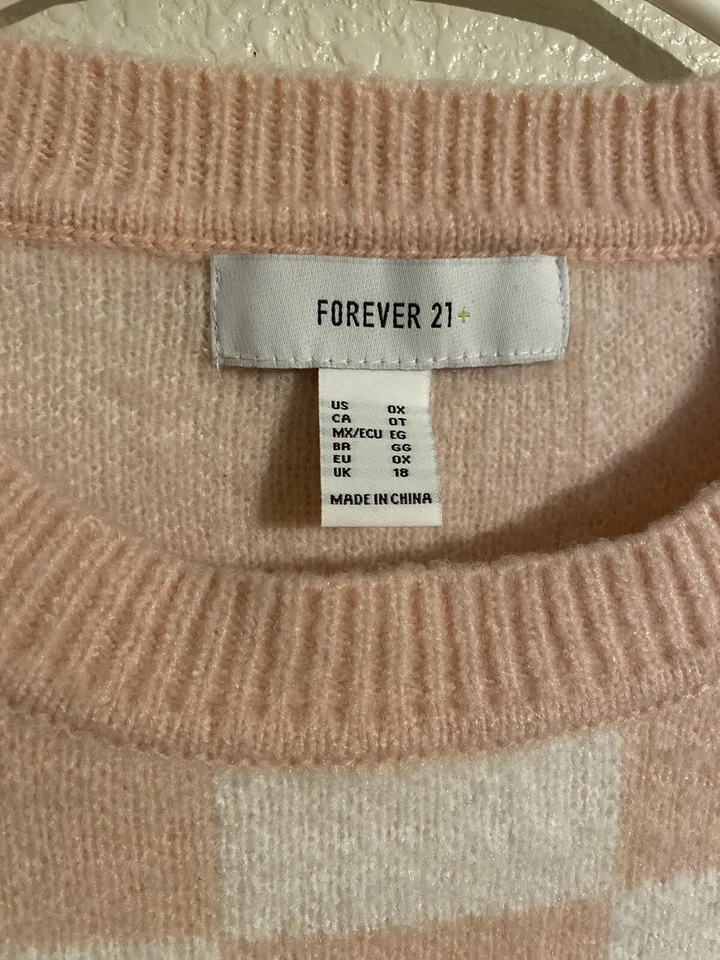 FOREVER 21+
US 0X
CA 0T
MX/ECU EG
BR GG
EU 0X
UK 18
MADE IN CHINA